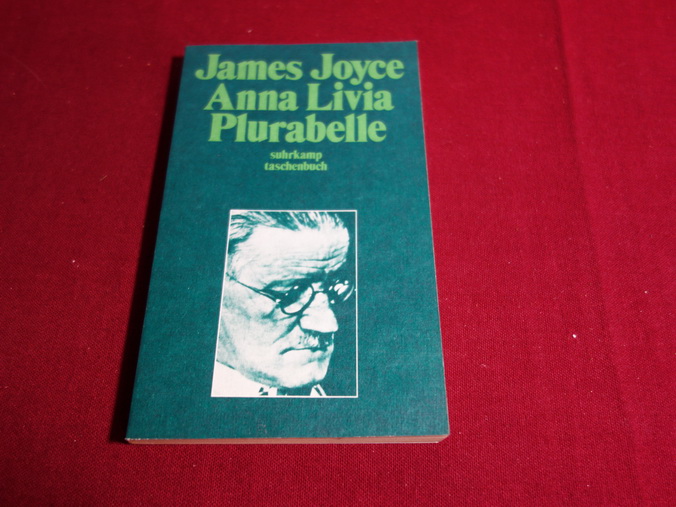 James Joyce
Anna Livia
Plurabelle
suhrkamp
taschenbuch